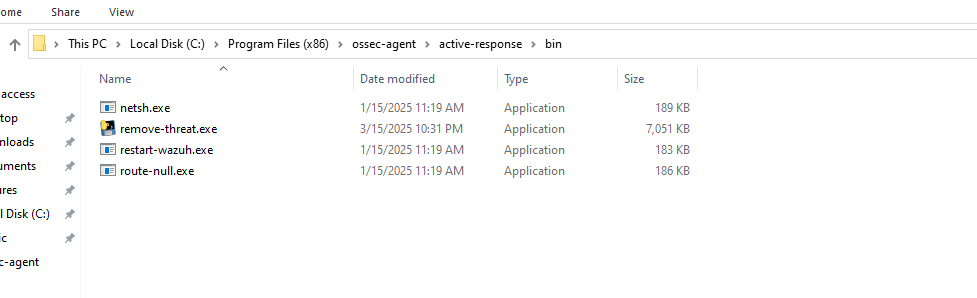 ome Share View
This PC > Local Disk (C:) > Program Files (x86) > ossec-agent > active-response > bin
Name Date modified Type Size
access
netsh.exe 1/15/2025 11:19 AM Application 189 KB
top
remove-threat.exe 3/15/2025 10:31 PM Application 7,051 KB
nloads
restart-wazuh.exe 1/15/2025 11:19 AM Application 183 KB
uments
route-null.exe 1/15/2025 11:19 AM Application 186 KB
ures
l Disk (C:)
ic
c-agent